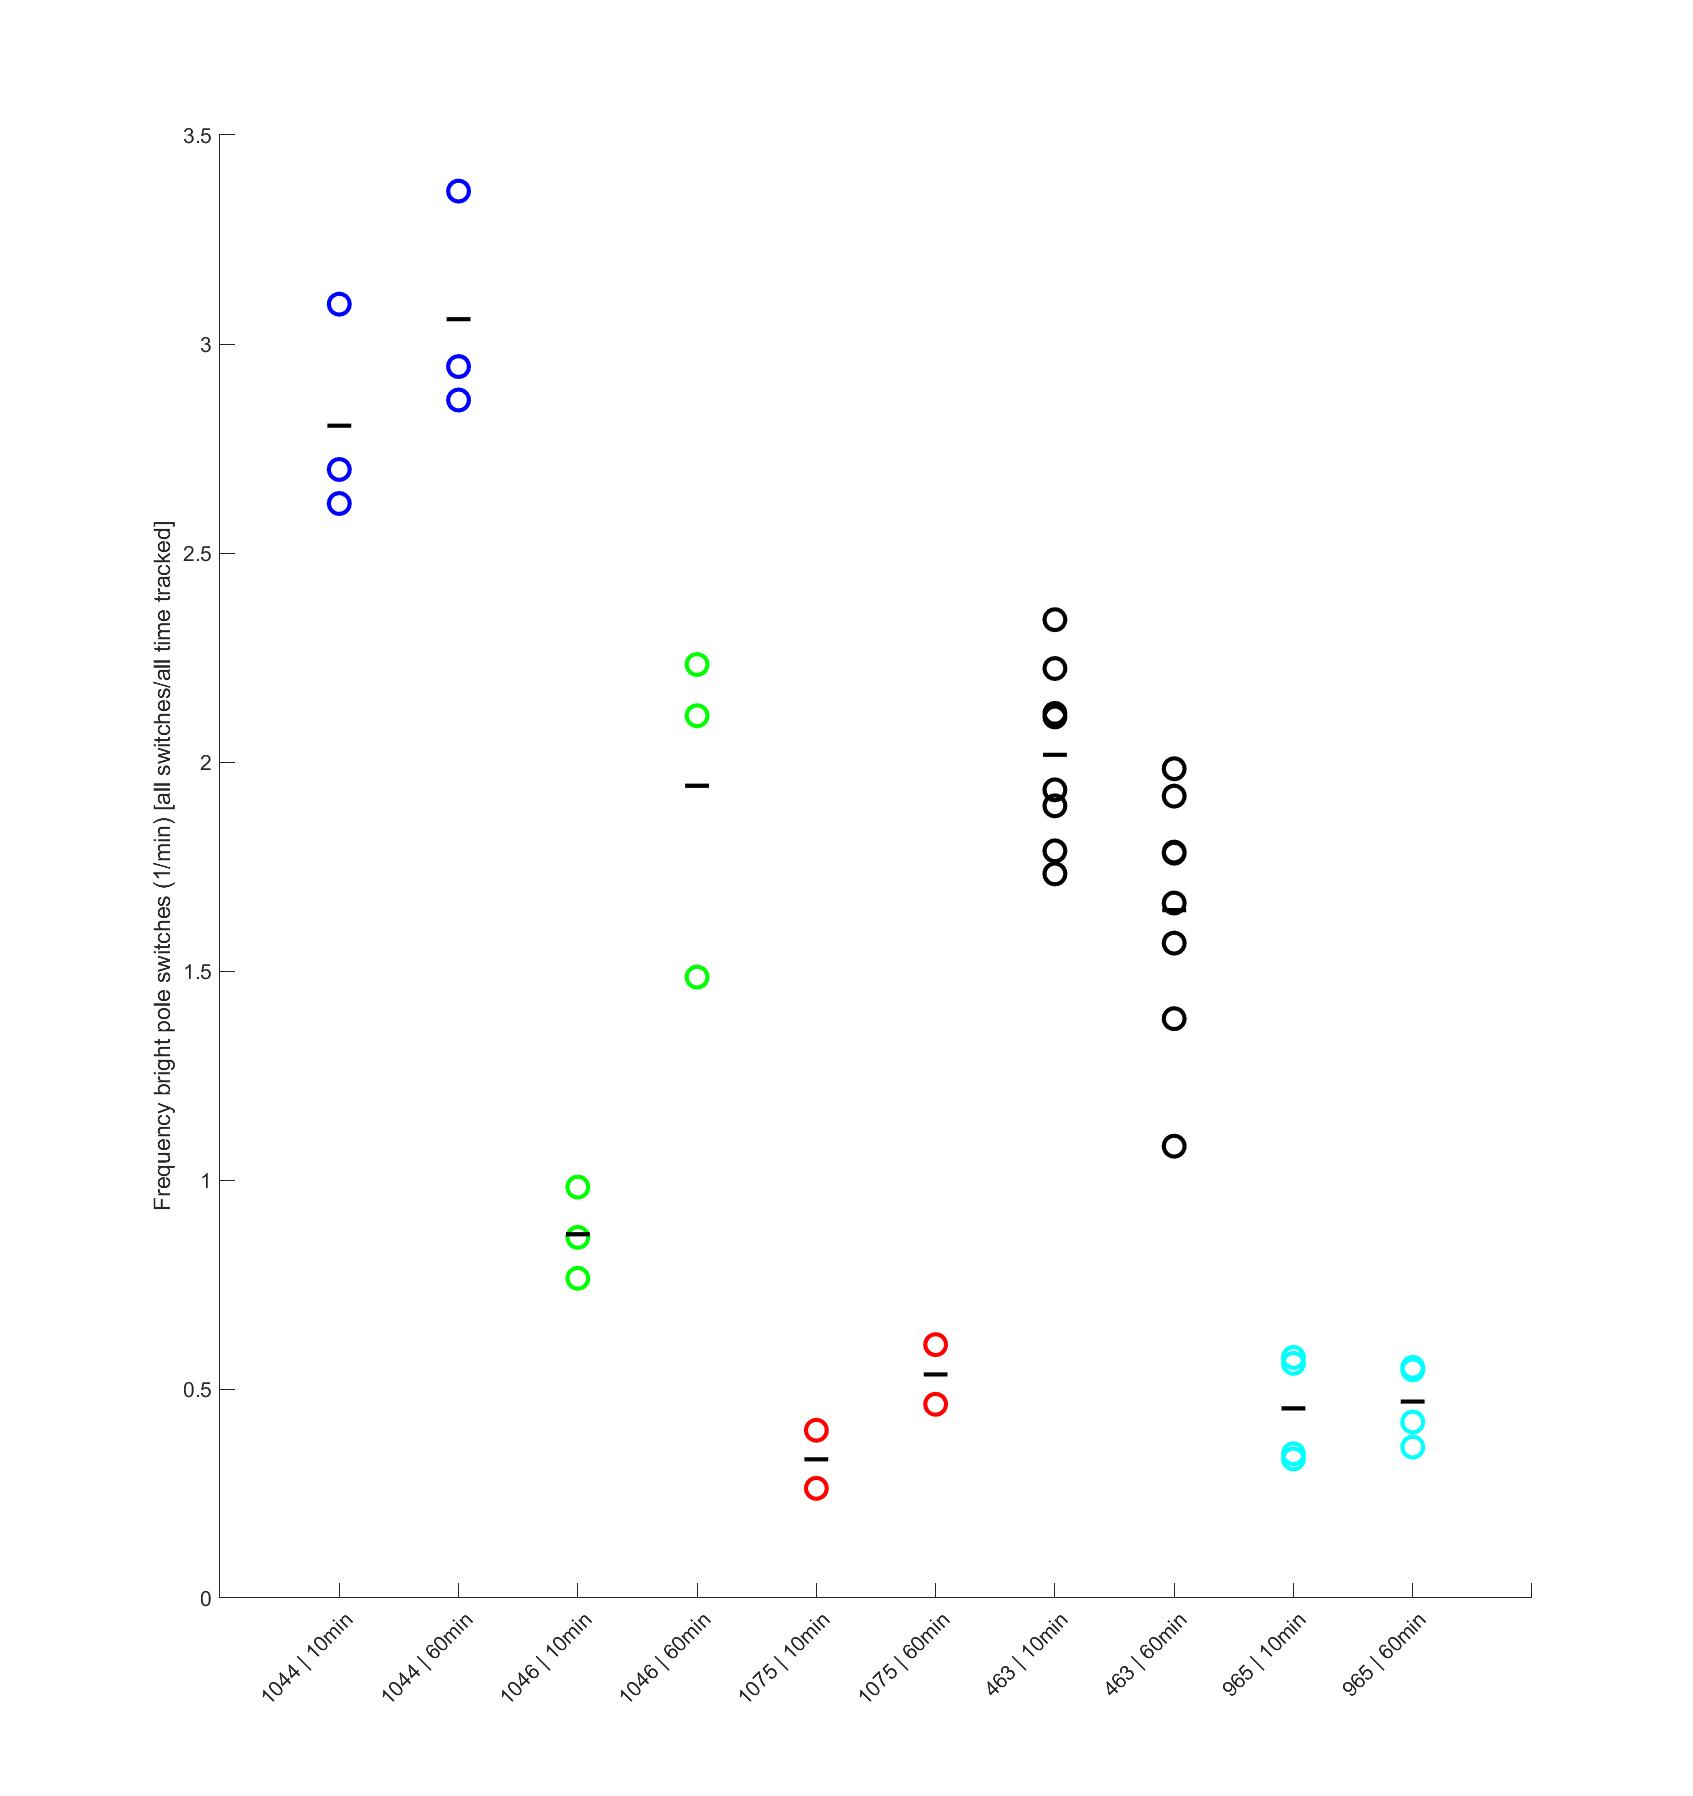 Frequency bright pole switches (1/min) [all switches/all time tracked]
3.5
3
2.5
2
1.5
1
0.5
0
1044 | 10min
1044 | 60min
1046 | 10min
1046 | 60min
1075 | 10min
1075 | 60min
463 | 10min
463 | 60min
965 | 10min
965 | 60min